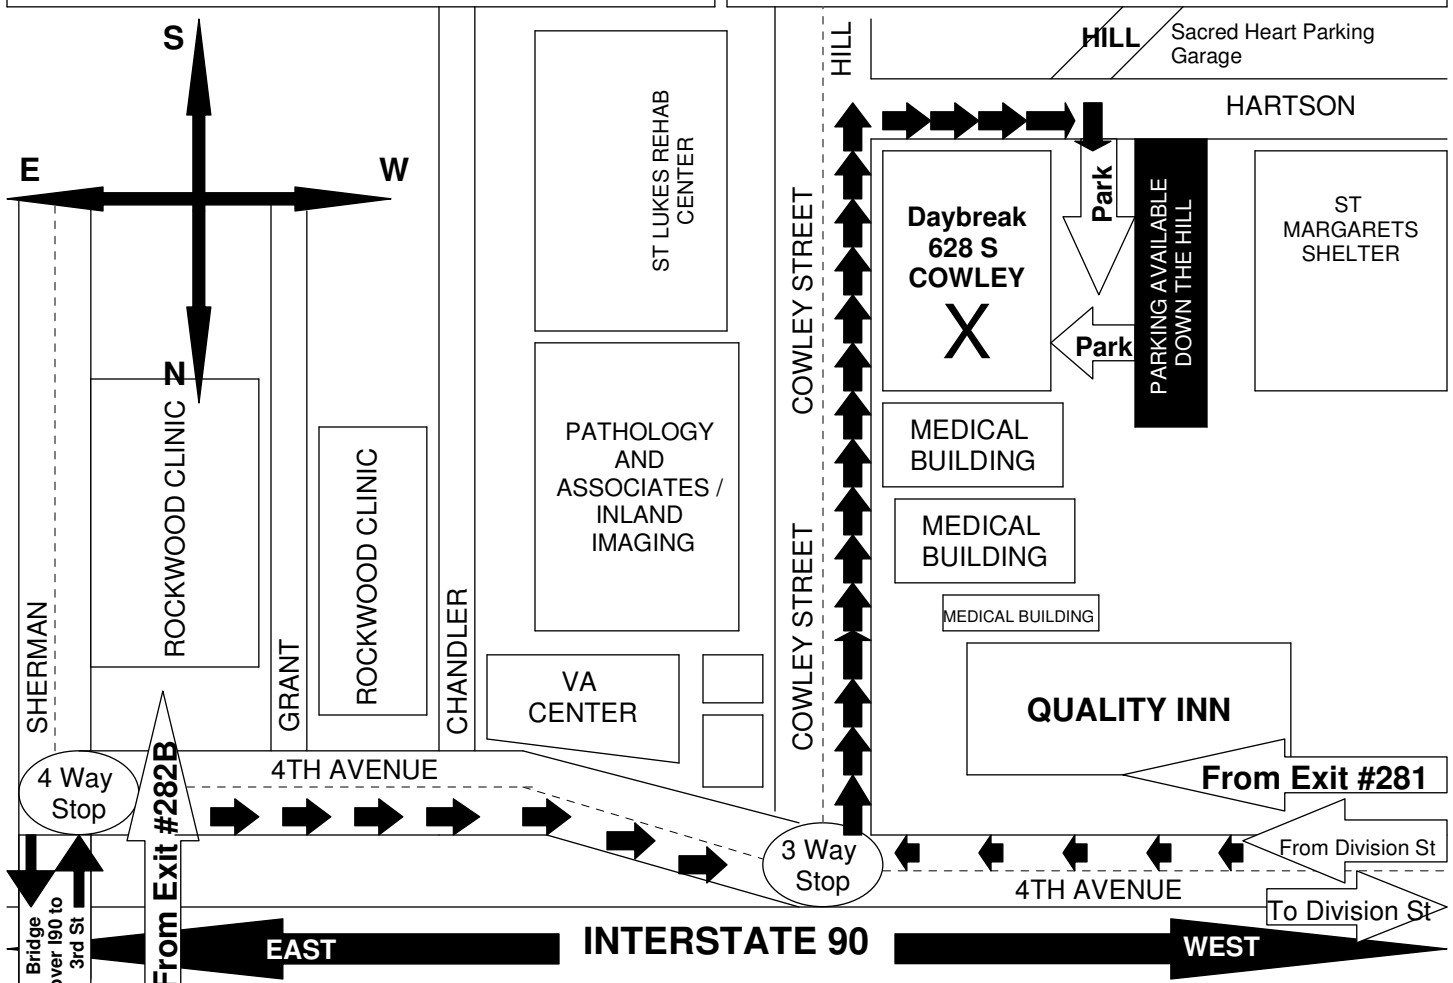 S
E
W
N
HILL
HILL
Sacred Heart Parking
Garage
HARTSON
ST LUKES REHAB
CENTER
COWLEY STREET
Daybreak
628 S
COWLEY
X
Park
Park
PARKING AVAILABLE
DOWN THE HILL
ST
MARGARETS
SHELTER
ROCKWOOD CLINIC
ROCKWOOD CLINIC
PATHOLOGY
AND
ASSOCIATES /
INLAND
IMAGING
MEDICAL
BUILDING
MEDICAL
BUILDING
MEDICAL BUILDING
COWLEY STREET
SHERMAN
GRANT
CHANDLER
VA
CENTER
QUALITY INN
4 Way
Stop
4TH AVENUE
From Exit #282B
From Exit #281
3 Way
Stop
From Division St
4TH AVENUE
To Division St
Bridge
over I90 to
3rd St
EAST
INTERSTATE 90
WEST